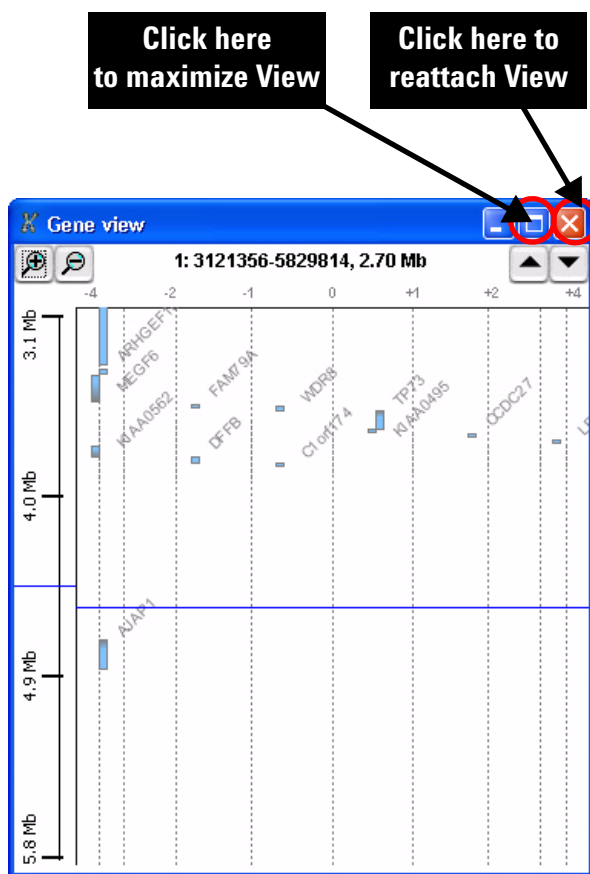 Click here
to maximize View
Click here to
reattach View
Gene view
1: 3121356-5829814, 2.70 Mb
-4 -2 -1 0 +1 +2 +4
3.1 Mb
ARHGEF1
MEGF6
KIAA0562
FAM79A
DFFB
WDR8
C1orf174
TP73
KIAA0495
CCDC27
4.0 Mb
AJAP1
4.9 Mb
5.8 Mb